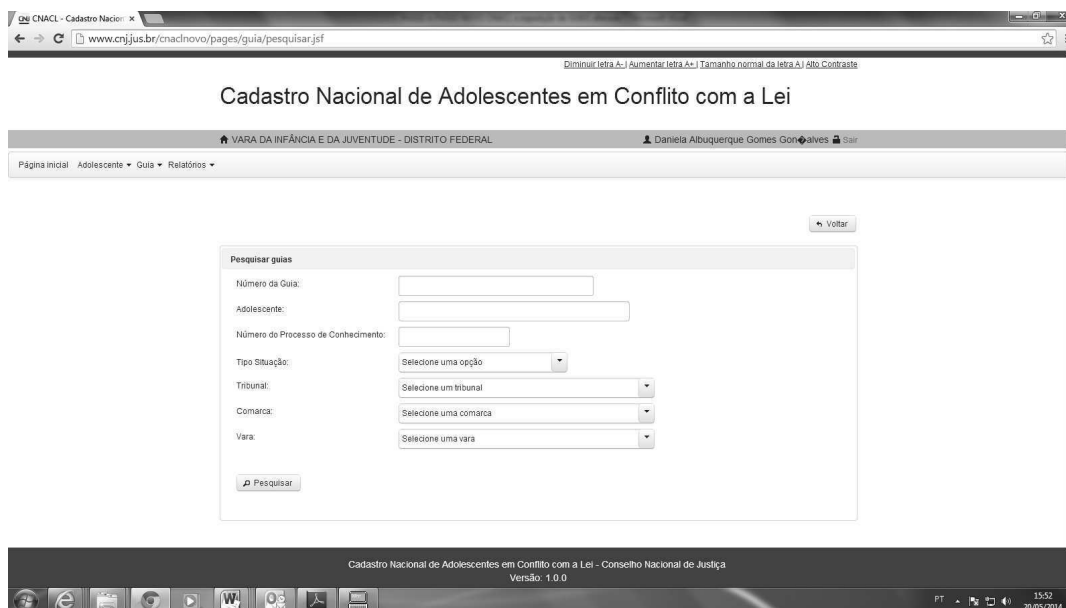 CNACL - Cadastro Nacion ×
www.cnj.jus.br/cnaclnovo/pages/guia/pesquisar.jsf
Diminuir letra A- | Aumentar letra A+ | Tamanho normal da letra A | Alto Contraste
Cadastro Nacional de Adolescentes em Conflito com a Lei
VARA DA INFÂNCIA E DA JUVENTUDE - DISTRITO FEDERAL
Daniela Albuquerque Gomes Gon�alves Sair
Página inicial Adolescente Guia Relatórios
Voltar
Pesquisar guias
Número da Guia:
Adolescente:
Número do Processo de Conhecimento:
Tipo Situação: Selecione uma opção
Tribunal: Selecione um tribunal
Comarca: Selecione uma comarca
Vara: Selecione uma vara
Pesquisar
Cadastro Nacional de Adolescentes em Conflito com a Lei - Conselho Nacional de Justiça
Versão: 1.0.0
PT 15:52
20/05/2014